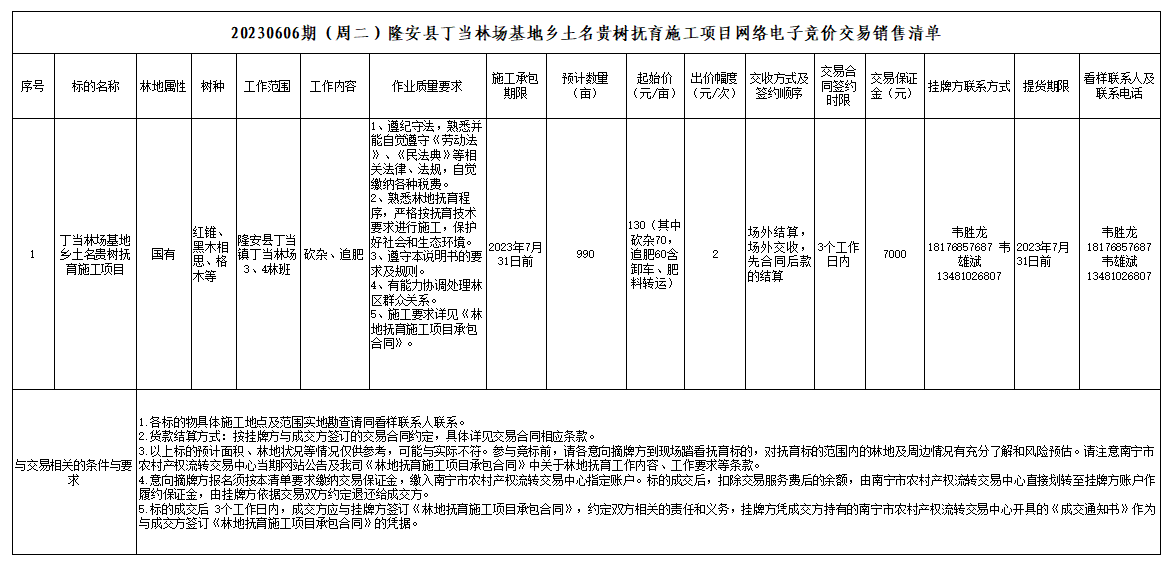 20230606期（周二）隆安县丁当林场基地乡土名贵树抚育施工项目网络电子竞价交易销售清单
序号
标的名称
林地属性
树种
工作范围
工作内容
作业质量要求
施工承包
期限
预计数量
（亩）
起始价
（元/亩）
出价幅度
（元/次）
交收方式及
签约顺序
交易合
同签约
时限
交易保证
金（元）
挂牌方联系方式
提货期限
看样联系人及
联系电话
1
丁当林场基地
乡土名贵树抚
育施工项目
国有
红锥、
黑木相
思、格
木等
隆安县丁当
镇丁当林场
3、4林班
砍杂、追肥
1、遵纪守法，熟悉并
能自觉遵守《劳动法
》、《民法典》等相
关法律、法规，自觉
缴纳各种税费。
2、熟悉林地抚育程
序，严格按抚育技术
要求进行施工，保护
好社会和生态环境。
3、遵守本说明书的要
求及规则。
4、有能力协调处理林
区群众关系。
5、施工要求详见《林
地抚育施工项目承包
合同》。
2023年7月
31日前
990
130（其中
砍杂70，
追肥60含
卸车、肥
料转运）
2
场外结算，
场外交收，
先合同后款
的结算
3个工作
日内
7000
韦胜龙
18176857687 韦
雄斌
13481026807
2023年7月
31日前
韦胜龙
18176857687
韦雄斌
13481026807
与交易相关的条件与要求
1.各标的物具体施工地点及范围实地勘查请同看样联系人联系。
2.货款结算方式：按挂牌方与成交方签订的交易合同约定，具体详见交易合同相应条款。
3.以上标的预计面积、林地状况等情况仅供参考，可能与实际不符。参与竞标前，请各意向摘牌方到现场踏看抚育标的，对抚育标的范围内的林地及周边情况有充分了解和风险预估。请注意南宁市
农村产权流转交易中心当期网站公告及我司《林地抚育施工项目承包合同》中关于林地抚育工作内容、工作要求等条款。
4.意向摘牌方报名须按本清单要求缴纳交易保证金，缴入南宁市农村产权流转交易中心指定账户。标的成交后，扣除交易服务费后的余额，由南宁市农村产权流转交易中心直接划转至挂牌方账户作
履约保证金，由挂牌方依据交易双方约定退还给成交方。
5.标的成交后 3个工作日内，成交方应与挂牌方签订《林地抚育施工项目承包合同》，约定双方相关的责任和义务，挂牌方凭成交方持有的南宁市农村产权流转交易中心开具的《成交通知书》作为
与成交方签订《林地抚育施工项目承包合同》的凭据。